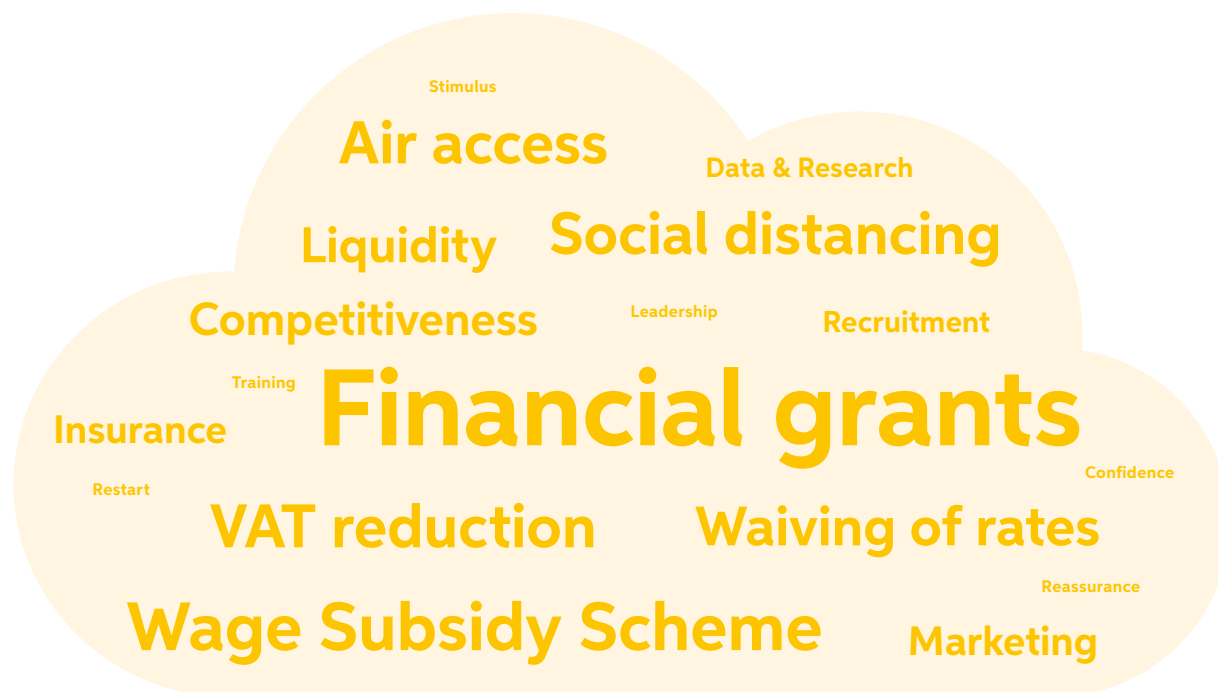 Stimulus
Air access
Data & Research
Social distancing
Liquidity
Competitiveness
Leadership
Recruitment
Training
Financial grants
Insurance
Confidence
Restart
VAT reduction
Waiving of rates
Reassurance
Wage Subsidy Scheme
Marketing